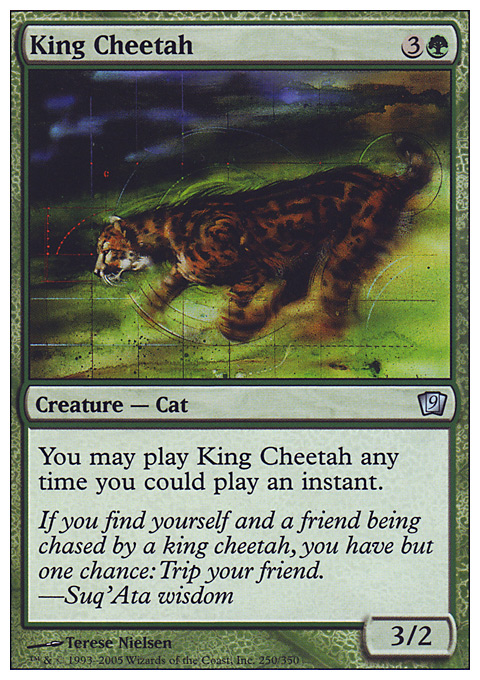 King Cheetah 3
Creature — Cat 9
You may play King Cheetah any
time you could play an instant.
If you find yourself and a friend being
chased by a king cheetah, you have but
one chance: Trip your friend.
—Suq'Ata wisdom
3/2
Terese Nielsen
™ & © 1993–2005 Wizards of the Coast, Inc. 250/350